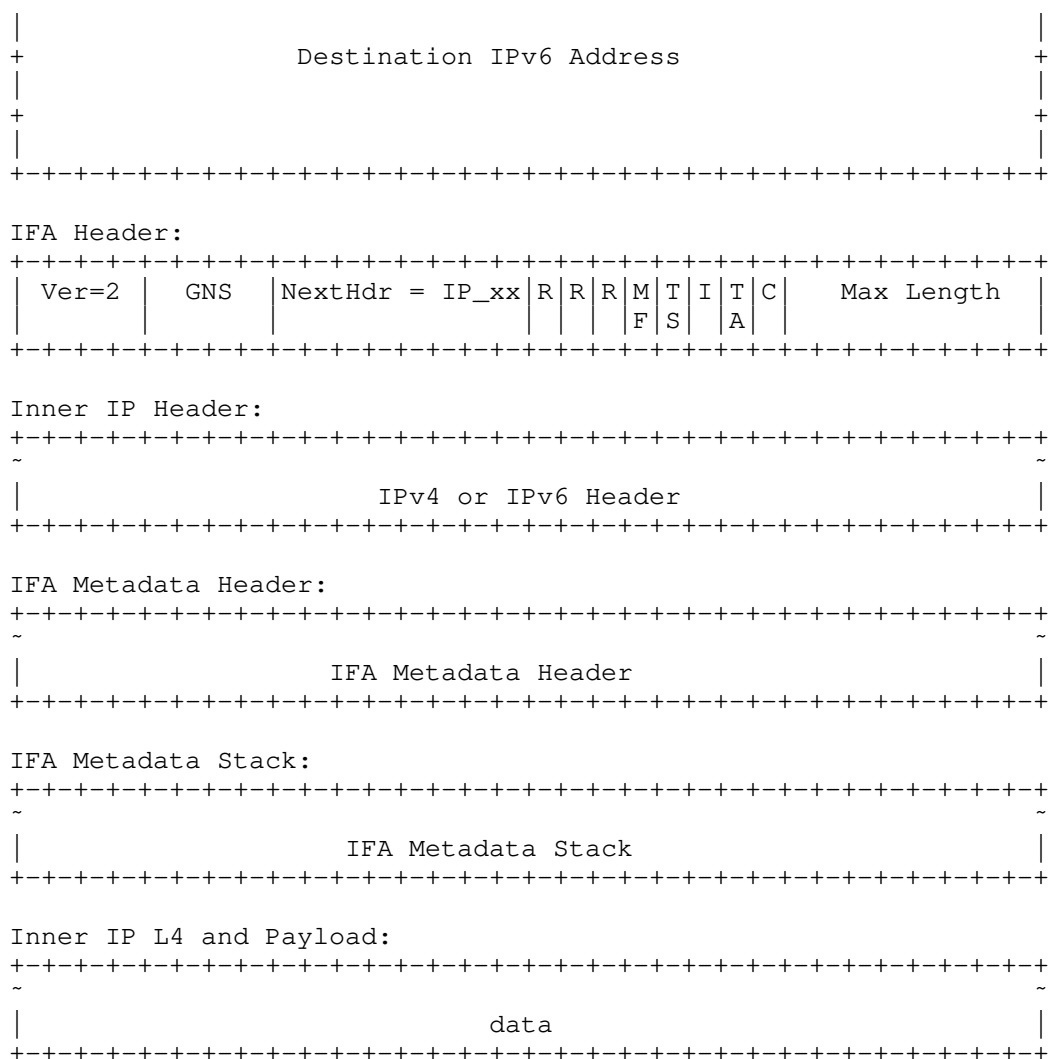 |                                                               |
+                  Destination IPv6 Address                     +
|                                                               |
+                                                               +
|                                                               |
+-+-+-+-+-+-+-+-+-+-+-+-+-+-+-+-+-+-+-+-+-+-+-+-+-+-+-+-+-+-+-+-+

IFA Header:
+-+-+-+-+-+-+-+-+-+-+-+-+-+-+-+-+-+-+-+-+-+-+-+-+-+-+-+-+-+-+-+-+
| Ver=2 |  GNS  |NextHdr = IP_xx|R|R|R|M|T|I|T|C|   Max Length  |
|       |       |               | | | |F|S| |A| |               |
+-+-+-+-+-+-+-+-+-+-+-+-+-+-+-+-+-+-+-+-+-+-+-+-+-+-+-+-+-+-+-+-+

Inner IP Header:
+-+-+-+-+-+-+-+-+-+-+-+-+-+-+-+-+-+-+-+-+-+-+-+-+-+-+-+-+-+-+-+-+
~                                                               ~
|                      IPv4 or IPv6 Header                      |
+-+-+-+-+-+-+-+-+-+-+-+-+-+-+-+-+-+-+-+-+-+-+-+-+-+-+-+-+-+-+-+-+

IFA Metadata Header:
+-+-+-+-+-+-+-+-+-+-+-+-+-+-+-+-+-+-+-+-+-+-+-+-+-+-+-+-+-+-+-+-+
~                                                               ~
|                   IFA Metadata Header                         |
+-+-+-+-+-+-+-+-+-+-+-+-+-+-+-+-+-+-+-+-+-+-+-+-+-+-+-+-+-+-+-+-+

IFA Metadata Stack:
+-+-+-+-+-+-+-+-+-+-+-+-+-+-+-+-+-+-+-+-+-+-+-+-+-+-+-+-+-+-+-+-+
~                                                               ~
|                    IFA Metadata Stack                         |
+-+-+-+-+-+-+-+-+-+-+-+-+-+-+-+-+-+-+-+-+-+-+-+-+-+-+-+-+-+-+-+-+

Inner IP L4 and Payload:
+-+-+-+-+-+-+-+-+-+-+-+-+-+-+-+-+-+-+-+-+-+-+-+-+-+-+-+-+-+-+-+-+
~                                                               ~
|                             data                              |
+-+-+-+-+-+-+-+-+-+-+-+-+-+-+-+-+-+-+-+-+-+-+-+-+-+-+-+-+-+-+-+-+